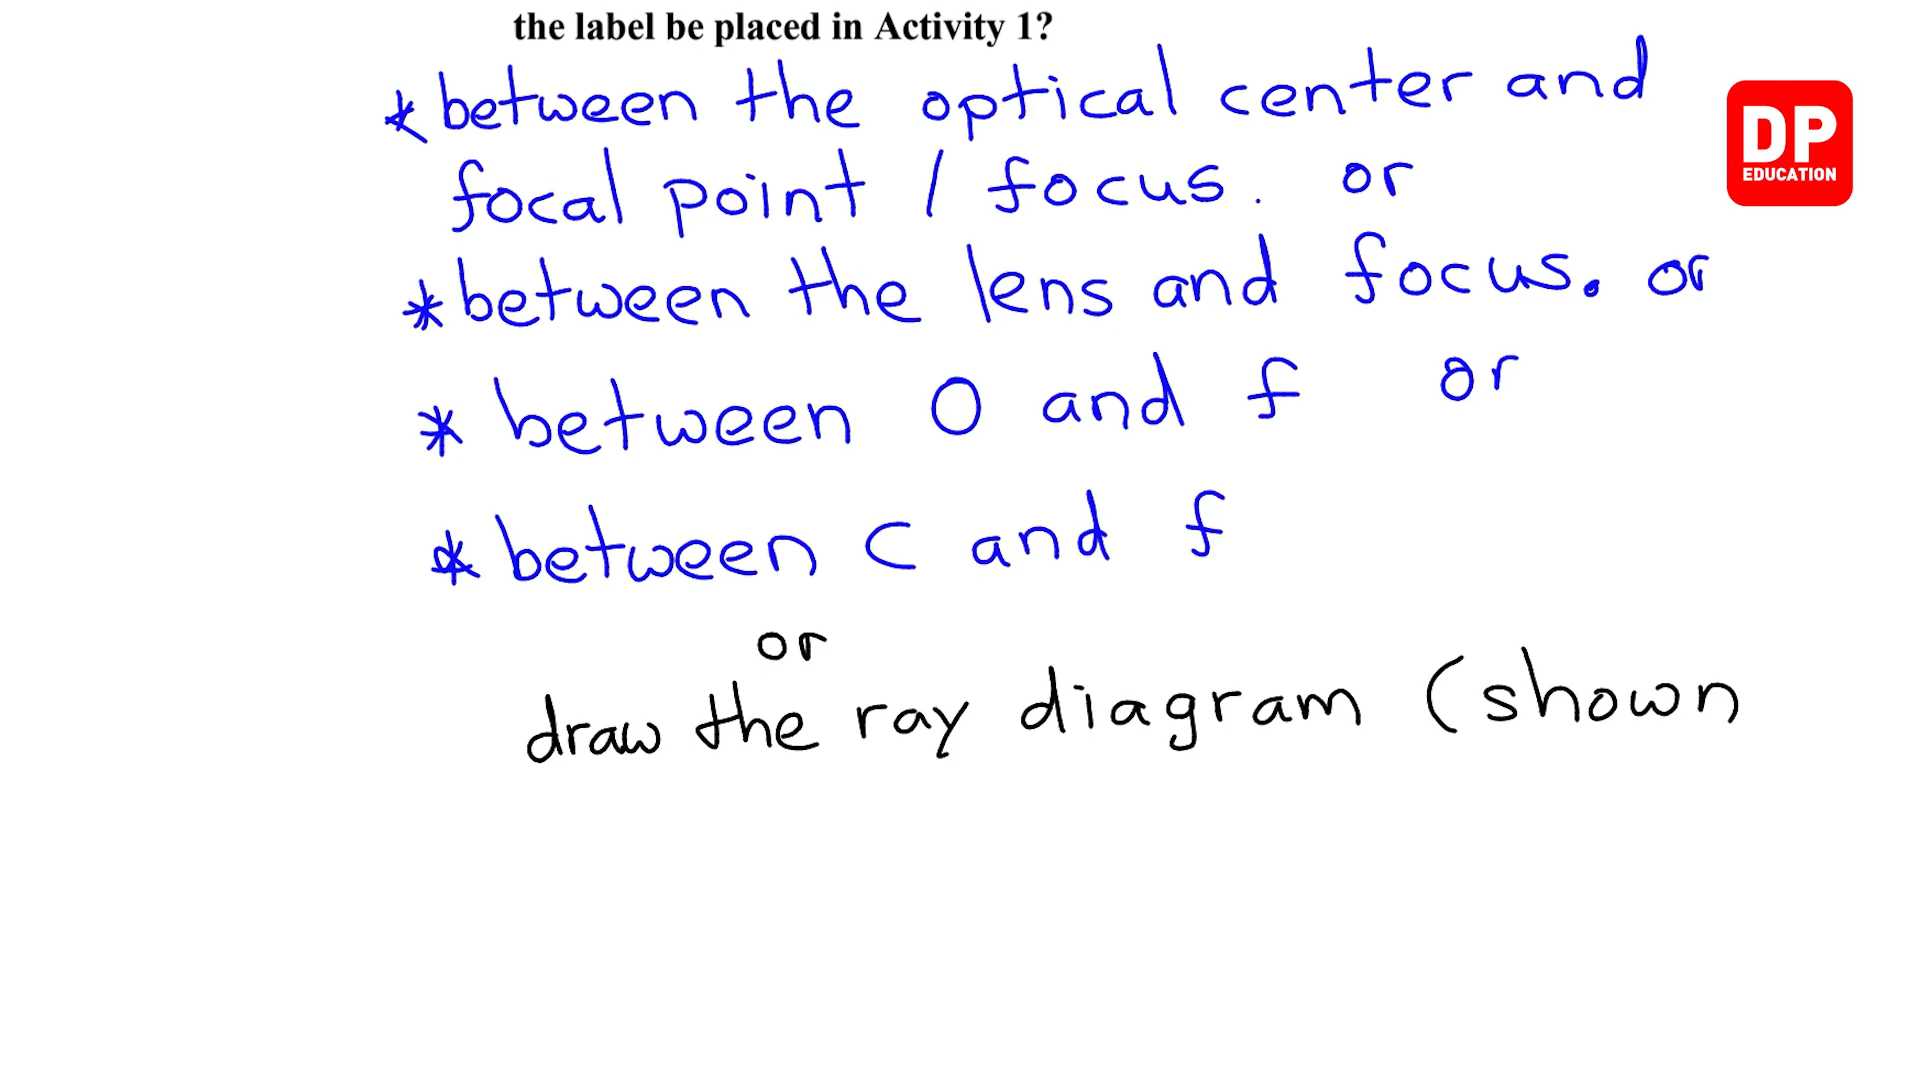 the label be placed in Activity 1?
* between the optical center and
focal point / focus. or
* between the lens and focus. or
* between O and f or
* between C and f
or
draw the ray diagram (shown
DP
EDUCATION